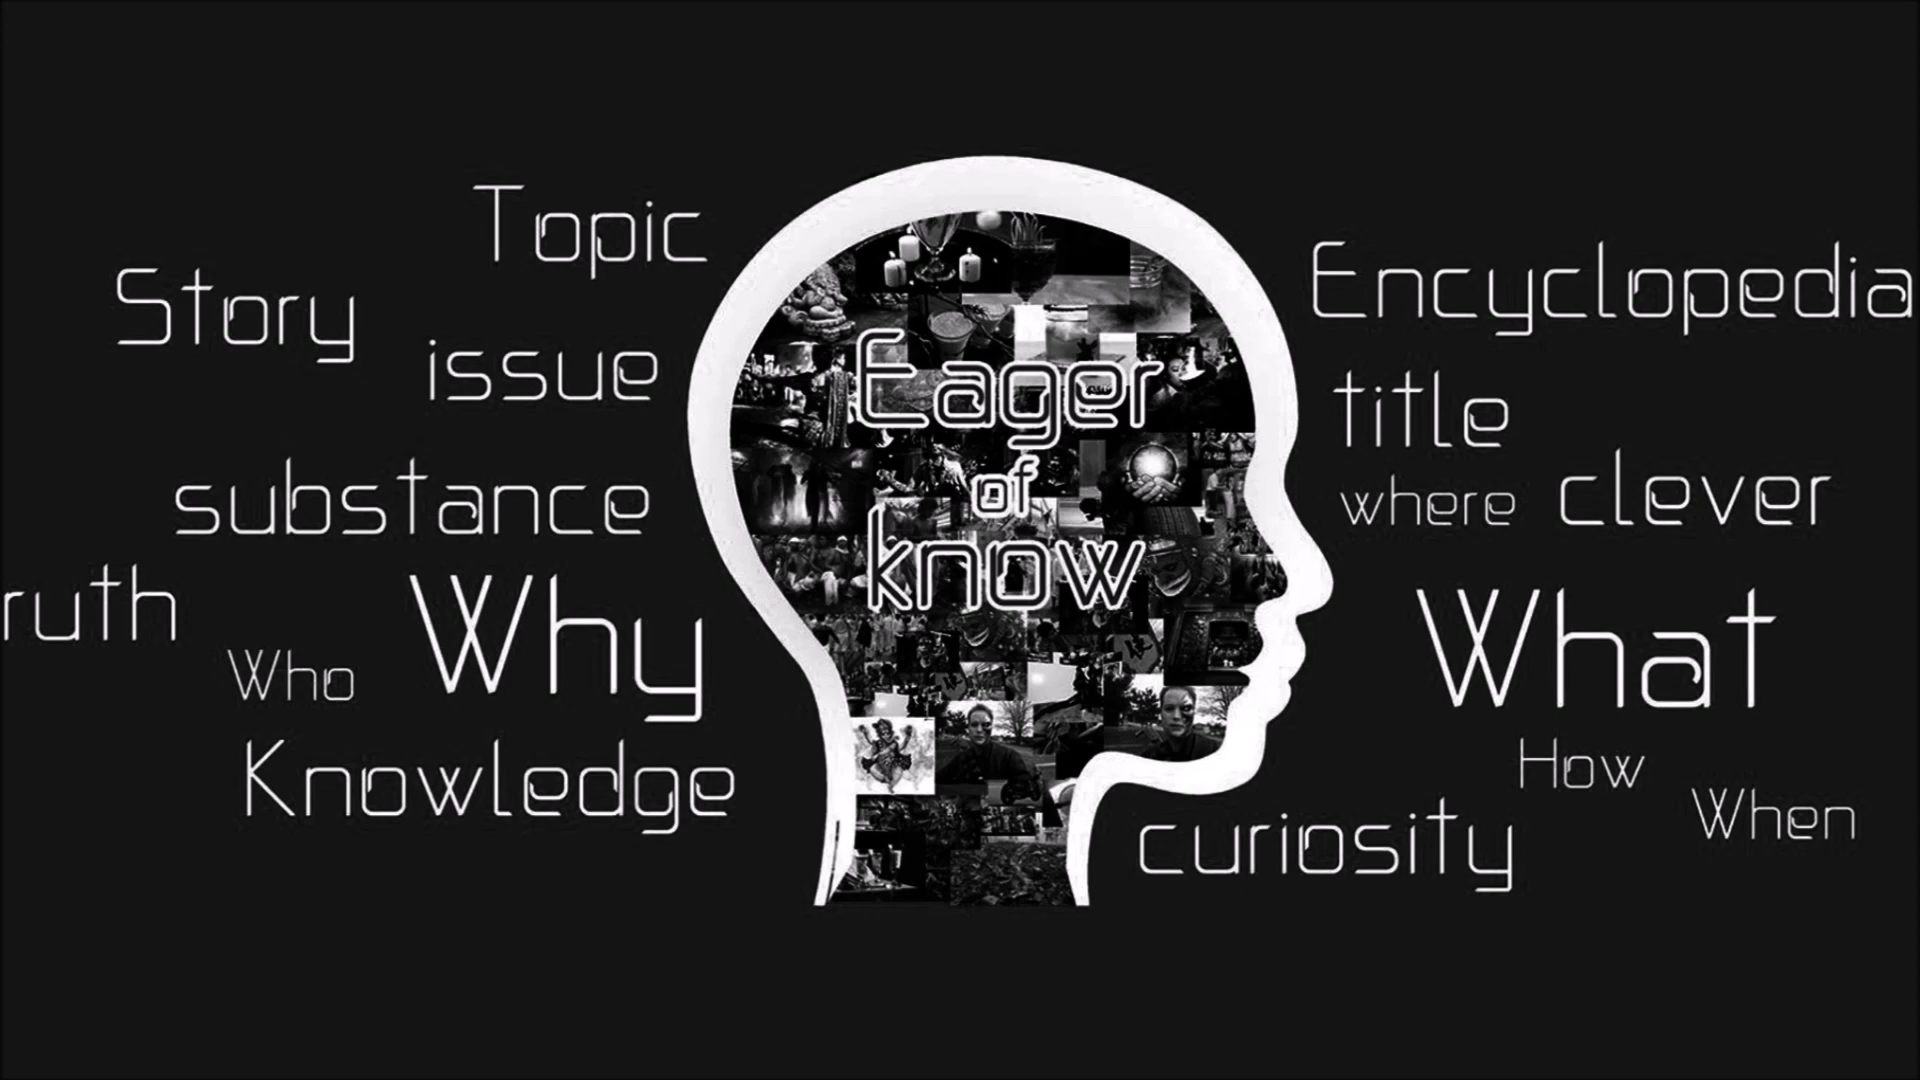 Topic
Story
issue
substance
ruth
Who
Why
Knowledge
Eager
of
know
Encyclopedia
title
where
clever
What
How
When
curiosity